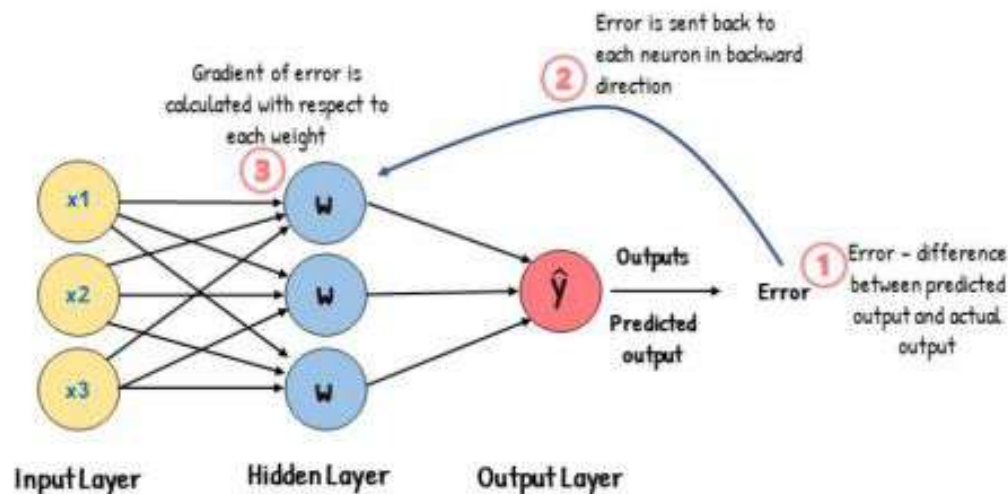 Error is sent back to
each neuron in backward
direction
2
Gradient of error is
calculated with respect to
each weight
3
x1
x2
x3
w
w
w
ŷ
Outputs
Predicted
output
Error
1
Error - difference
between predicted
output and actual
output
Input Layer
Hidden Layer
Output Layer